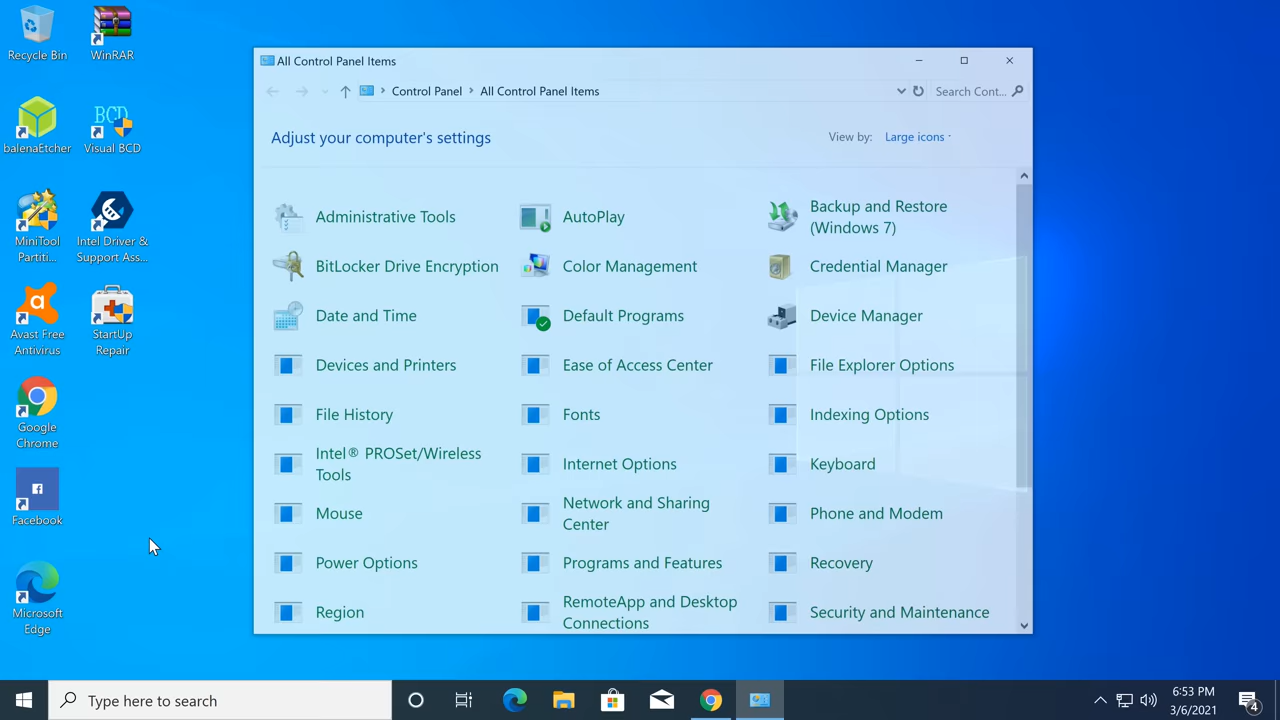 Recycle Bin
WinRAR
balenaEtcher
BCD
Visual BCD
MiniTool
Partiti...
Intel Driver &
Support Ass...
Avast Free
Antivirus
StartUp
Repair
Google
Chrome
Facebook
Microsoft
Edge
All Control Panel Items
Control Panel > All Control Panel Items
Search Cont...
Adjust your computer's settings
View by: Large icons
Administrative Tools
AutoPlay
Backup and Restore
(Windows 7)
BitLocker Drive Encryption
Color Management
Credential Manager
Date and Time
Default Programs
Device Manager
Devices and Printers
Ease of Access Center
File Explorer Options
File History
Fonts
Indexing Options
Intel® PROSet/Wireless
Tools
Internet Options
Keyboard
Mouse
Network and Sharing
Center
Phone and Modem
Power Options
Programs and Features
Recovery
Region
RemoteApp and Desktop
Connections
Security and Maintenance
Type here to search
6:53 PM
3/6/2021
4